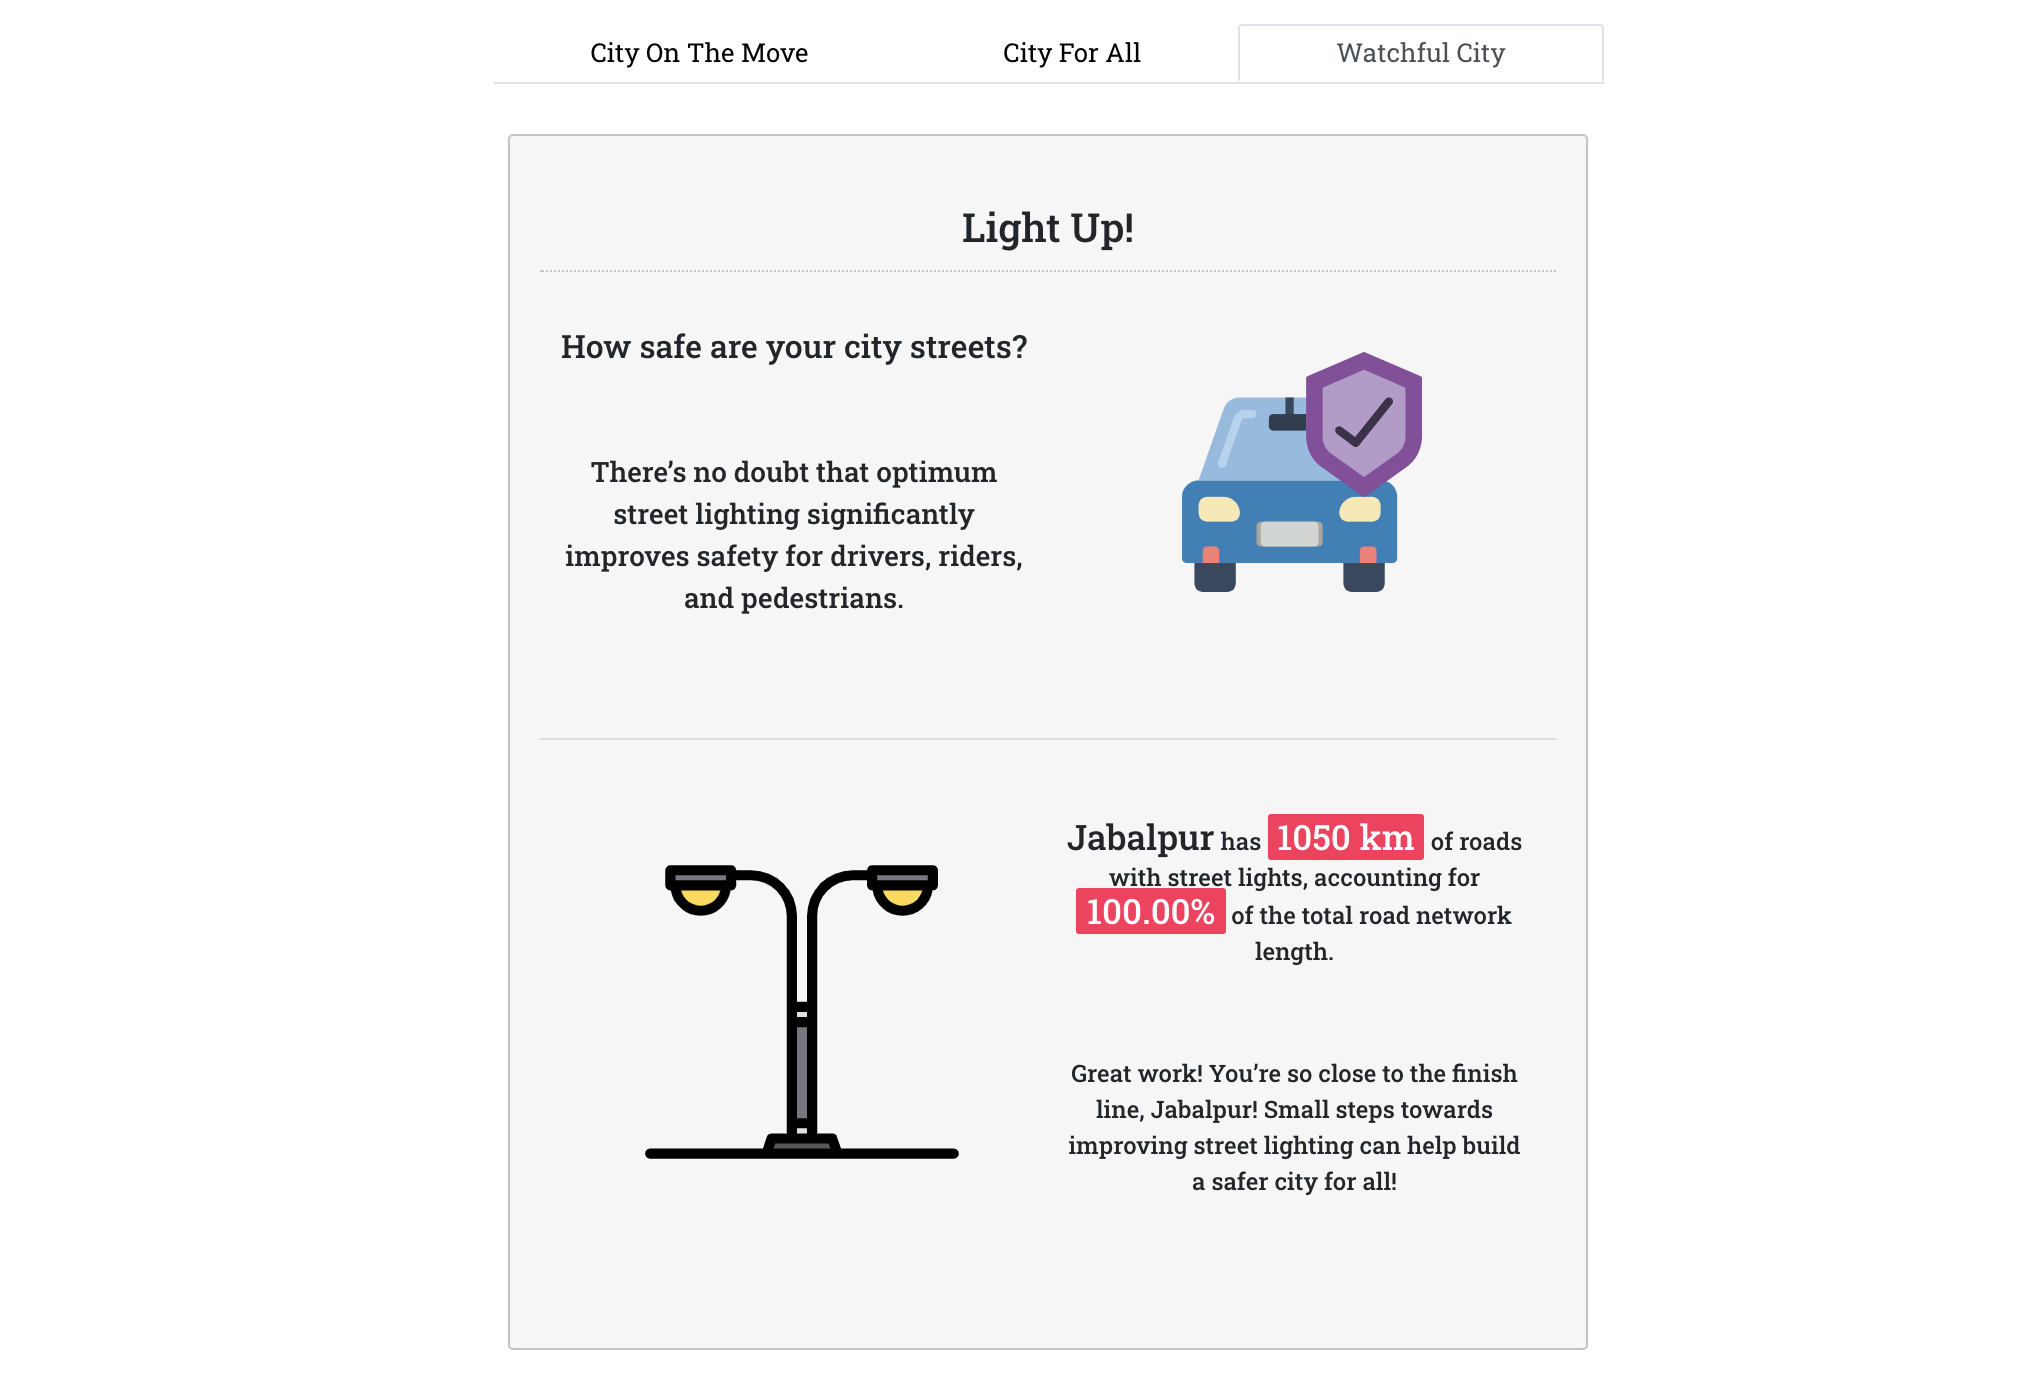 City On The Move
City For All
Watchful City
Light Up!
How safe are your city streets?
There’s no doubt that optimum
street lighting significantly
improves safety for drivers, riders,
and pedestrians.
Jabalpur has 1050 km of roads
with street lights, accounting for
100.00% of the total road network
length.
Great work! You’re so close to the finish
line, Jabalpur! Small steps towards
improving street lighting can help build
a safer city for all!